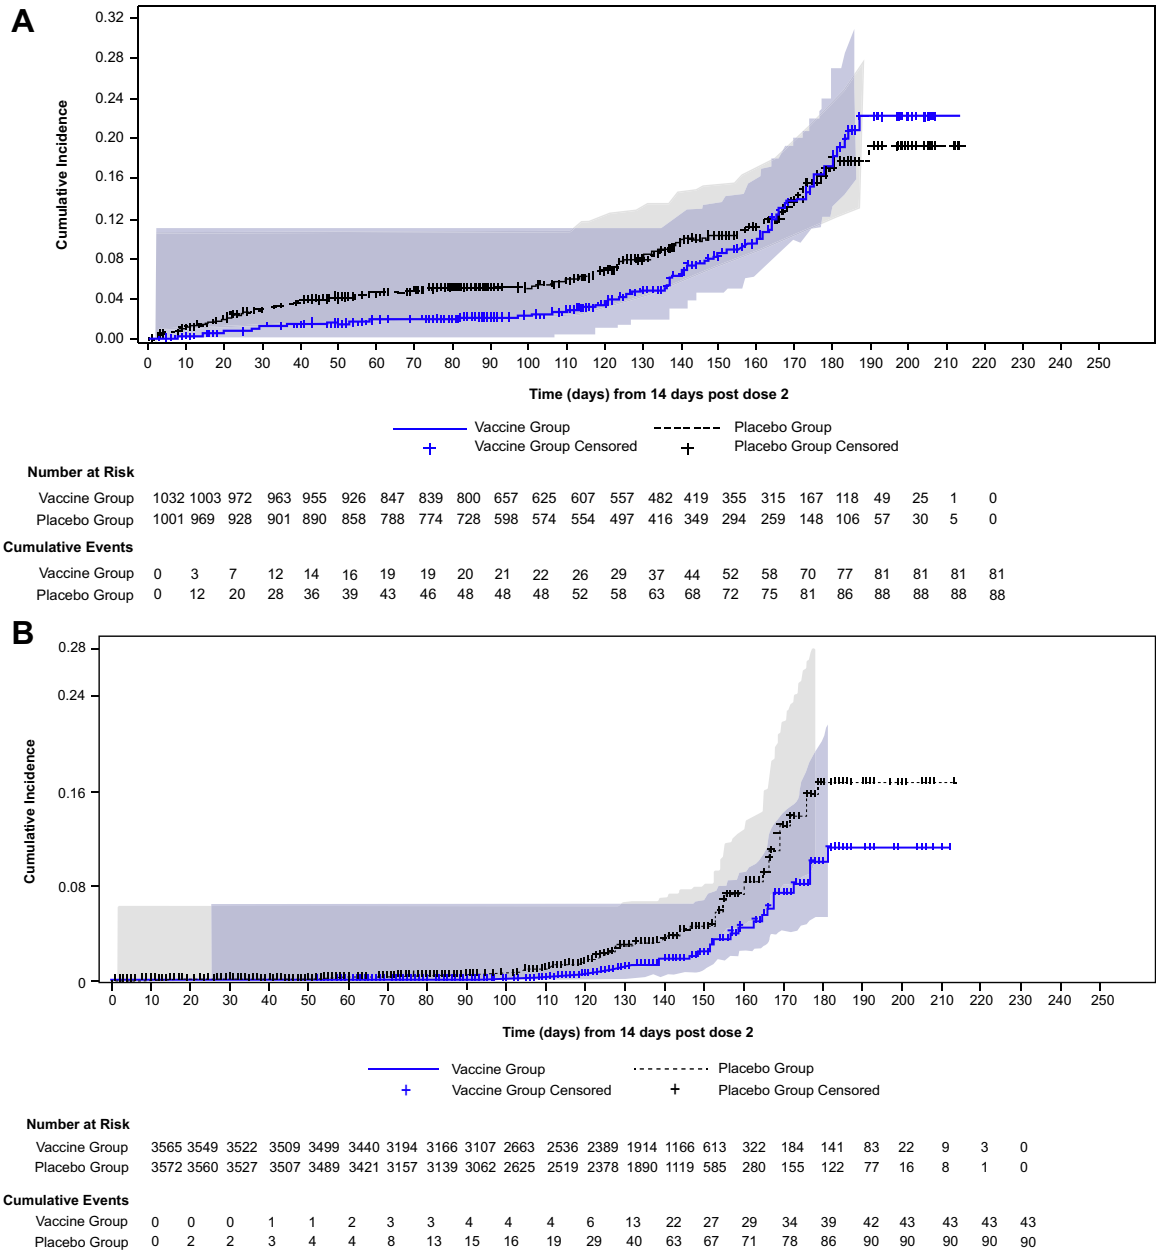 A
0.32
0.28
0.24
0.20
0.16
0.12
0.08
0.04
0.00
Cumulative Incidence
0 10 20 30 40 50 60 70 80 90 100 110 120 130 140 150 160 170 180 190 200 210 220 230 240 250
Time (days) from 14 days post dose 2
Vaccine Group Placebo Group
Vaccine Group Censored Placebo Group Censored
Number at Risk
Vaccine Group 1032 1003 972 963 955 926 847 839 800 657 625 607 557 482 419 355 315 167 118 49 25 1 0
Placebo Group 1001 969 928 901 890 858 788 774 728 598 574 554 497 416 349 294 259 148 106 57 30 5 0
Cumulative Events
Vaccine Group 0 3 7 12 14 16 19 19 20 21 22 26 29 37 44 52 58 70 77 81 81 81 81
Placebo Group 0 12 20 28 36 39 43 46 48 48 48 52 58 63 68 72 75 81 86 88 88 88 88
B
0.28
0.24
0.16
0.08
0
Cumulative Incidence
0 10 20 30 40 50 60 70 80 90 100 110 120 130 140 150 160 170 180 190 200 210 220 230 240 250
Time (days) from 14 days post dose 2
Vaccine Group Placebo Group
Vaccine Group Censored Placebo Group Censored
Number at Risk
Vaccine Group 3565 3549 3522 3509 3499 3440 3194 3166 3107 2663 2536 2389 1914 1166 613 322 184 141 83 22 9 3 0
Placebo Group 3572 3560 3527 3507 3489 3421 3157 3139 3062 2625 2519 2378 1890 1119 585 280 155 122 77 16 8 1 0
Cumulative Events
Vaccine Group 0 0 0 1 1 2 3 3 4 4 4 6 13 22 27 29 34 39 42 43 43 43 43
Placebo Group 0 2 2 3 4 4 8 13 15 16 19 29 40 63 67 71 78 86 90 90 90 90 90